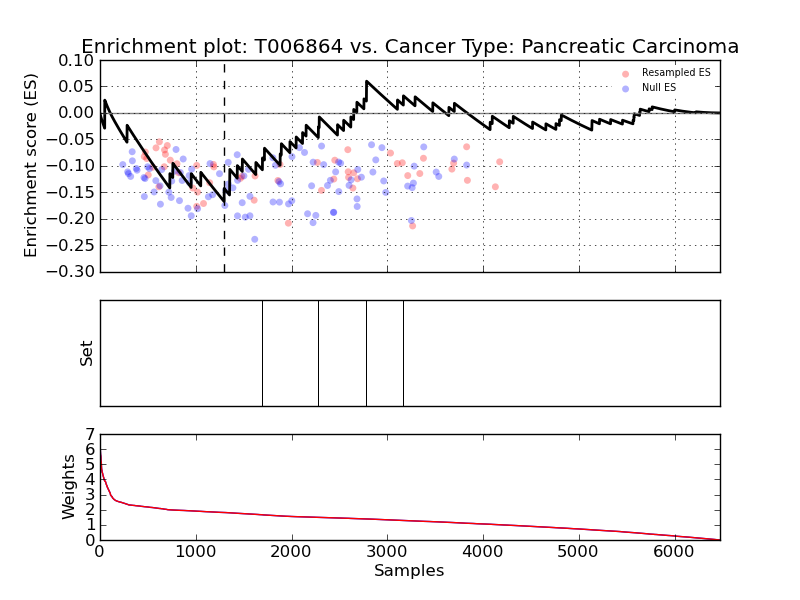 Enrichment plot: T006864 vs. Cancer Type: Pancreatic Carcinoma
Enrichment score (ES)
0.10
0.05
0.00
−0.05
−0.10
−0.15
−0.20
−0.25
−0.30
Resampled ES
Null ES
Set
Weights
7
6
5
4
3
2
1
0
0 1000 2000 3000 4000 5000 6000
Samples